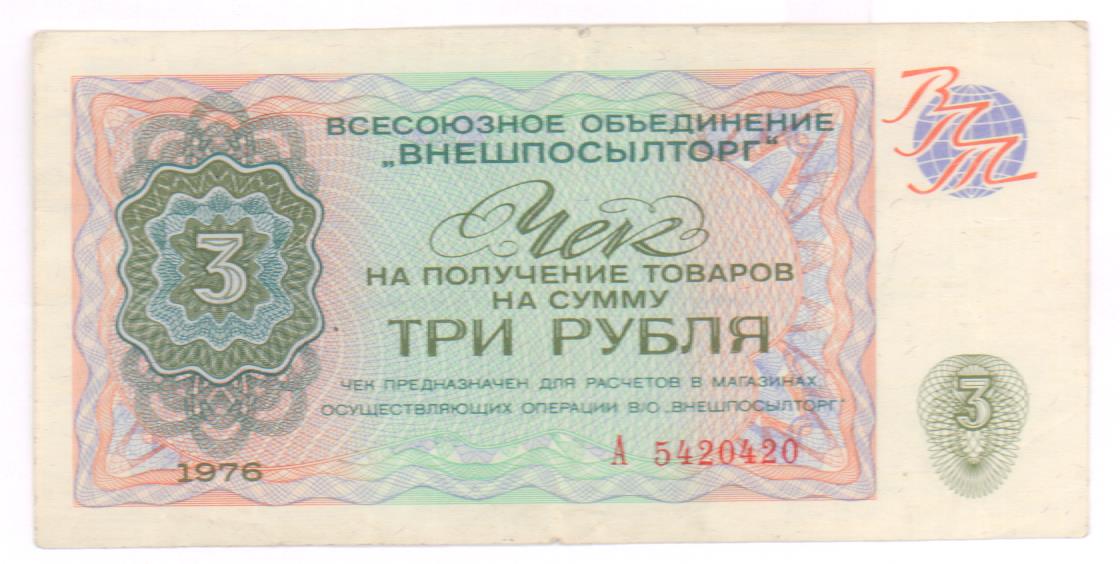 ВСЕСОЮЗНОЕ ОБЪЕДИНЕНИЕ
„ВНЕШПОСЫЛТОРГ“
ВПТ
Чек
НА ПОЛУЧЕНИЕ ТОВАРОВ
НА СУММУ
ТРИ РУБЛЯ
3
ЧЕК ПРЕДНАЗНАЧЕН ДЛЯ РАСЧЕТОВ В МАГАЗИНАХ,
ОСУЩЕСТВЛЯЮЩИХ ОПЕРАЦИИ В/О „ВНЕШПОСЫЛТОРГ“
3
1976
А 5420420